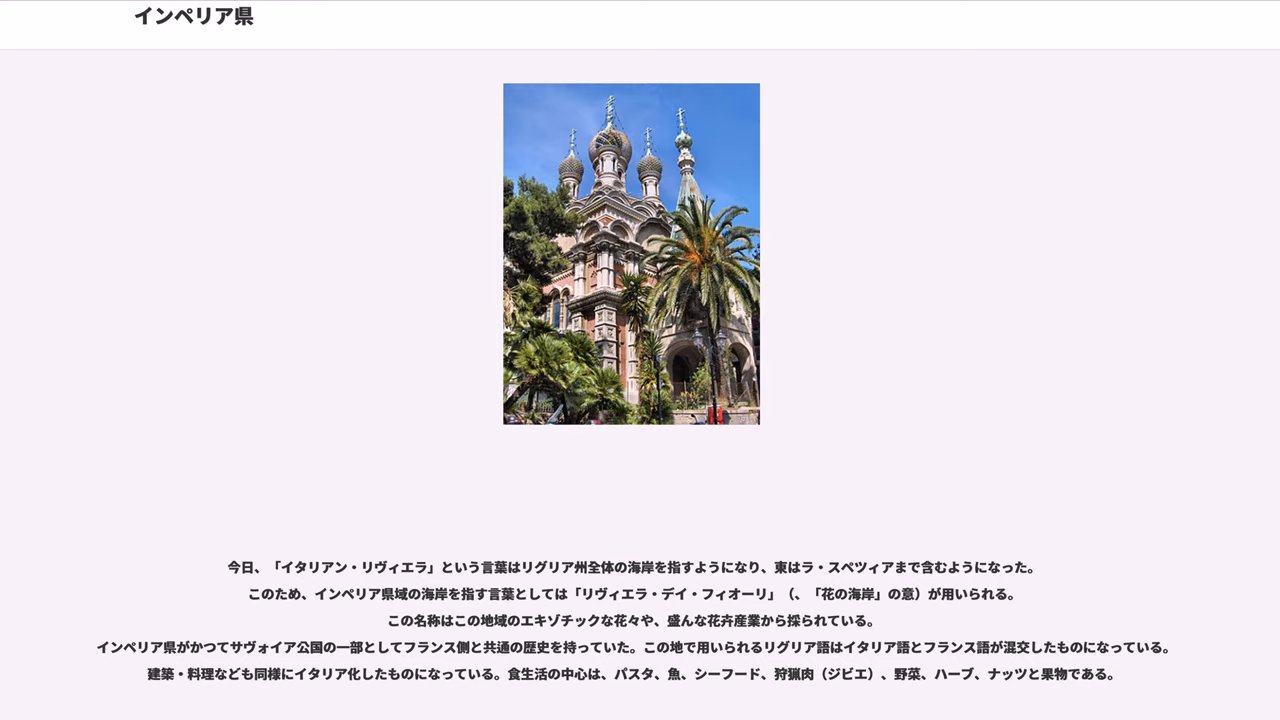 インペリア県
今日、「イタリアン・リヴィエラ」という言葉はリグリア州全体の海岸を指すようになり、東はラ・スペツィアまで含むようになった。
このため、インペリア県域の海岸を指す言葉としては「リヴィエラ・デイ・フィオーリ」（、「花の海岸」の意）が用いられる。
この名称はこの地域のエキゾチックな花々や、盛んな花卉産業から採られている。
インペリア県がかつてサヴォイア公国の一部としてフランス側と共通の歴史を持っていた。この地で用いられるリグリア語はイタリア語とフランス語が混交したものになっている。
建築・料理なども同様にイタリア化したものになっている。食生活の中心は、パスタ、魚、シーフード、狩猟肉（ジビエ）、野菜、ハーブ、ナッツと果物である。